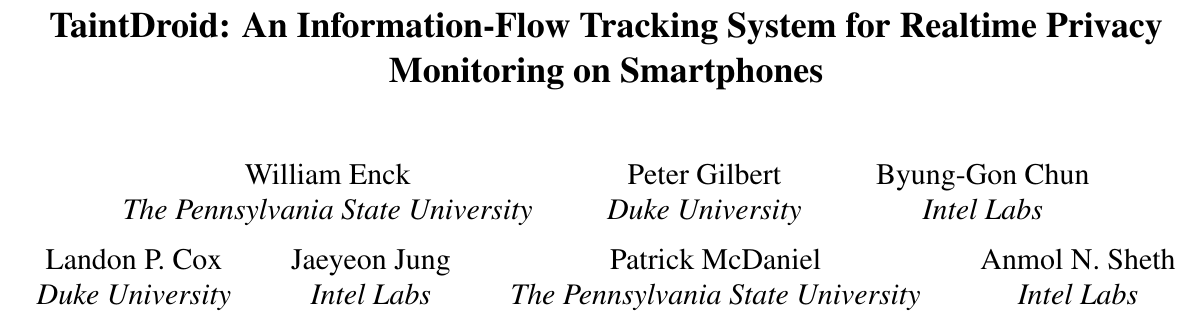 TaintDroid: An Information-Flow Tracking System for Realtime Privacy
Monitoring on Smartphones
William Enck Peter Gilbert Byung-Gon Chun
The Pennsylvania State University Duke University Intel Labs
Landon P. Cox Jaeyeon Jung Patrick McDaniel Anmol N. Sheth
Duke University Intel Labs The Pennsylvania State University Intel Labs